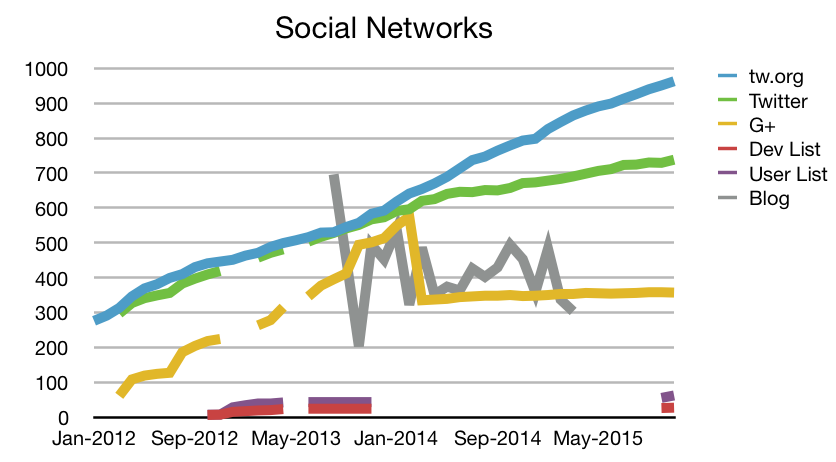 Social Networks
1000
900
800
700
600
500
400
300
200
100
0
Jan-2012 Sep-2012 May-2013 Jan-2014 Sep-2014 May-2015
tw.org
Twitter
G+
Dev List
User List
Blog